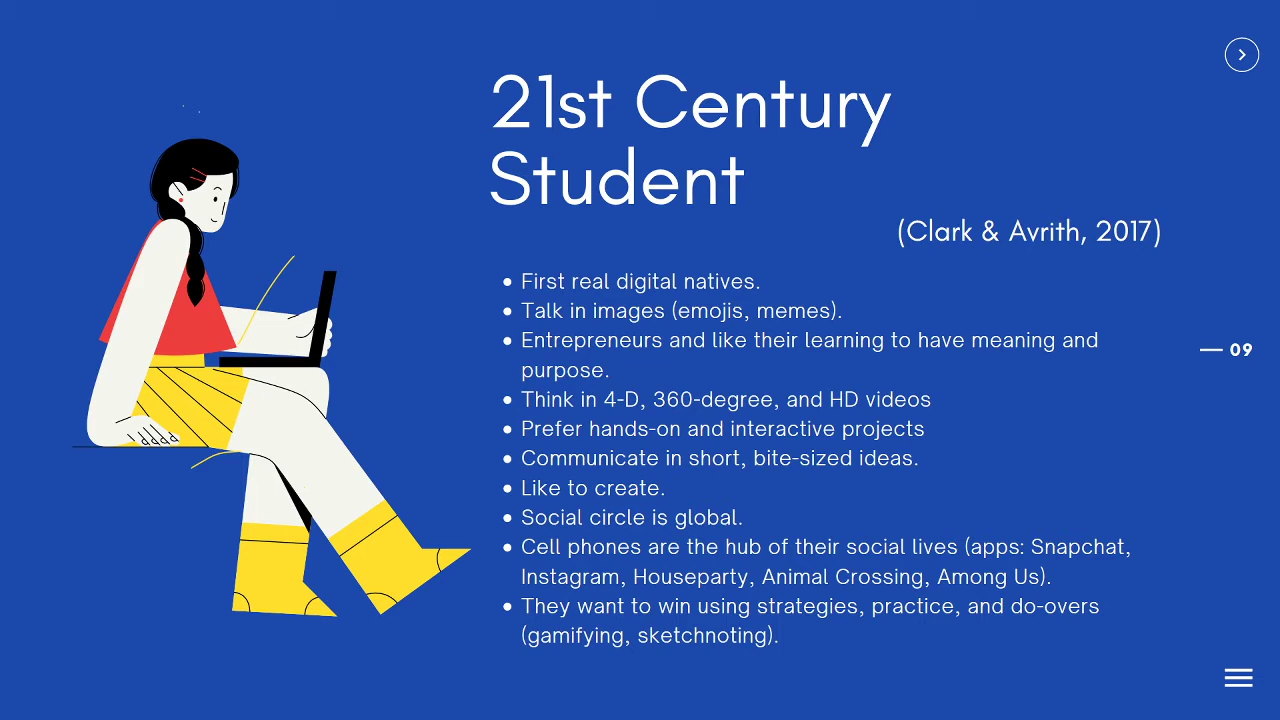 21st Century
Student
(Clark & Avrith, 2017)
First real digital natives.
Talk in images (emojis, memes).
Entrepreneurs and like their learning to have meaning and
purpose.
Think in 4-D, 360-degree, and HD videos
Prefer hands-on and interactive projects
Communicate in short, bite-sized ideas.
Like to create.
Social circle is global.
Cell phones are the hub of their social lives (apps: Snapchat,
Instagram, Houseparty, Animal Crossing, Among Us).
They want to win using strategies, practice, and do-overs
(gamifying, sketchnoting).
09